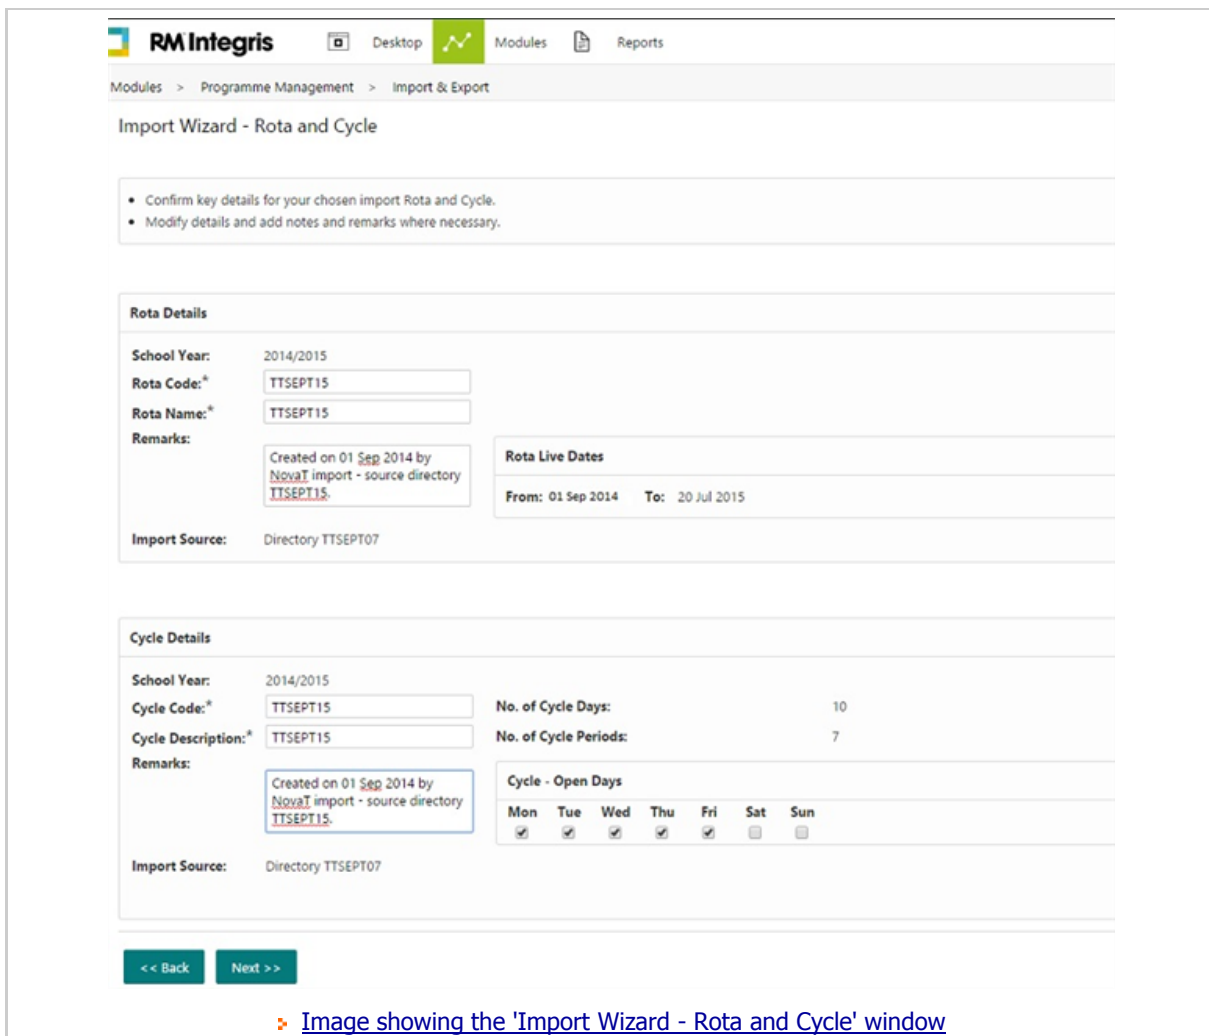 RM Integris Desktop Modules Reports
Modules > Programme Management > Import & Export
Import Wizard - Rota and Cycle
• Confirm key details for your chosen import Rota and Cycle.
• Modify details and add notes and remarks where necessary.
Rota Details
School Year: 2014/2015
Rota Code:* TTSEPT15
Rota Name:* TTSEPT15
Remarks:
Created on 01 Sep 2014 by
NovaT import - source directory
TTSEPT15.
Rota Live Dates
From: 01 Sep 2014 To: 20 Jul 2015
Import Source: Directory TTSEPT07
Cycle Details
School Year: 2014/2015
Cycle Code:* TTSEPT15 No. of Cycle Days: 10
Cycle Description:* TTSEPT15 No. of Cycle Periods: 7
Remarks:
Created on 01 Sep 2014 by
NovaT import - source directory
TTSEPT15.
Cycle - Open Days
Mon Tue Wed Thu Fri Sat Sun
Import Source: Directory TTSEPT07
<< Back Next >>
Image showing the 'Import Wizard - Rota and Cycle' window